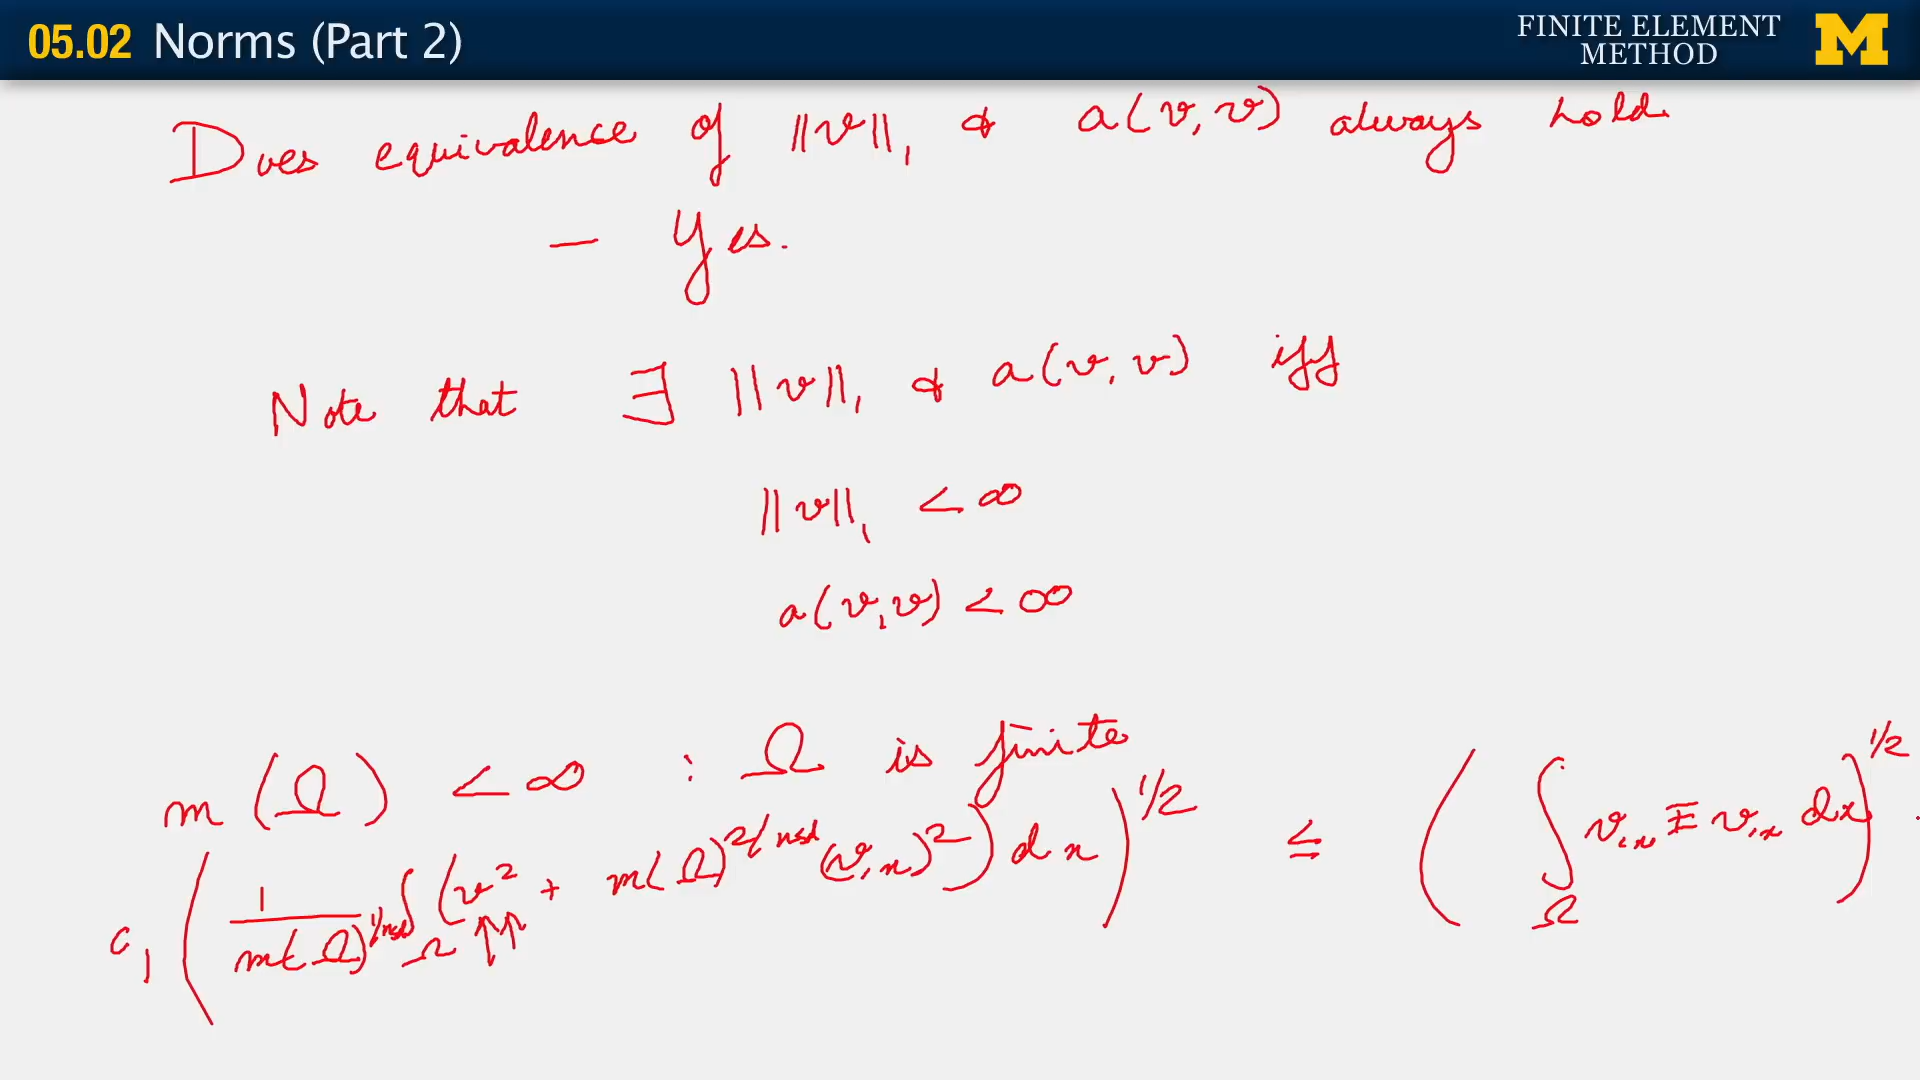 05.02 Norms (Part 2)
FINITE ELEMENT
METHOD
M
Does equivalence of ||v||₁ & a(v,v) always hold.
— Yes.
Note that ∃ ||v||₁ & a(v,v) iff
||v||₁ < ∞
a(v,v) < ∞
m(Ω) < ∞ : Ω is finite
c₁ ( 1/m(Ω)^(1/nsd) ∫_Ω (v² + m(Ω)^(2/nsd) (v,x)²) dx )^(1/2) ≤ ( ∫_Ω v,x E v,x dx )^(1/2)
↑↑